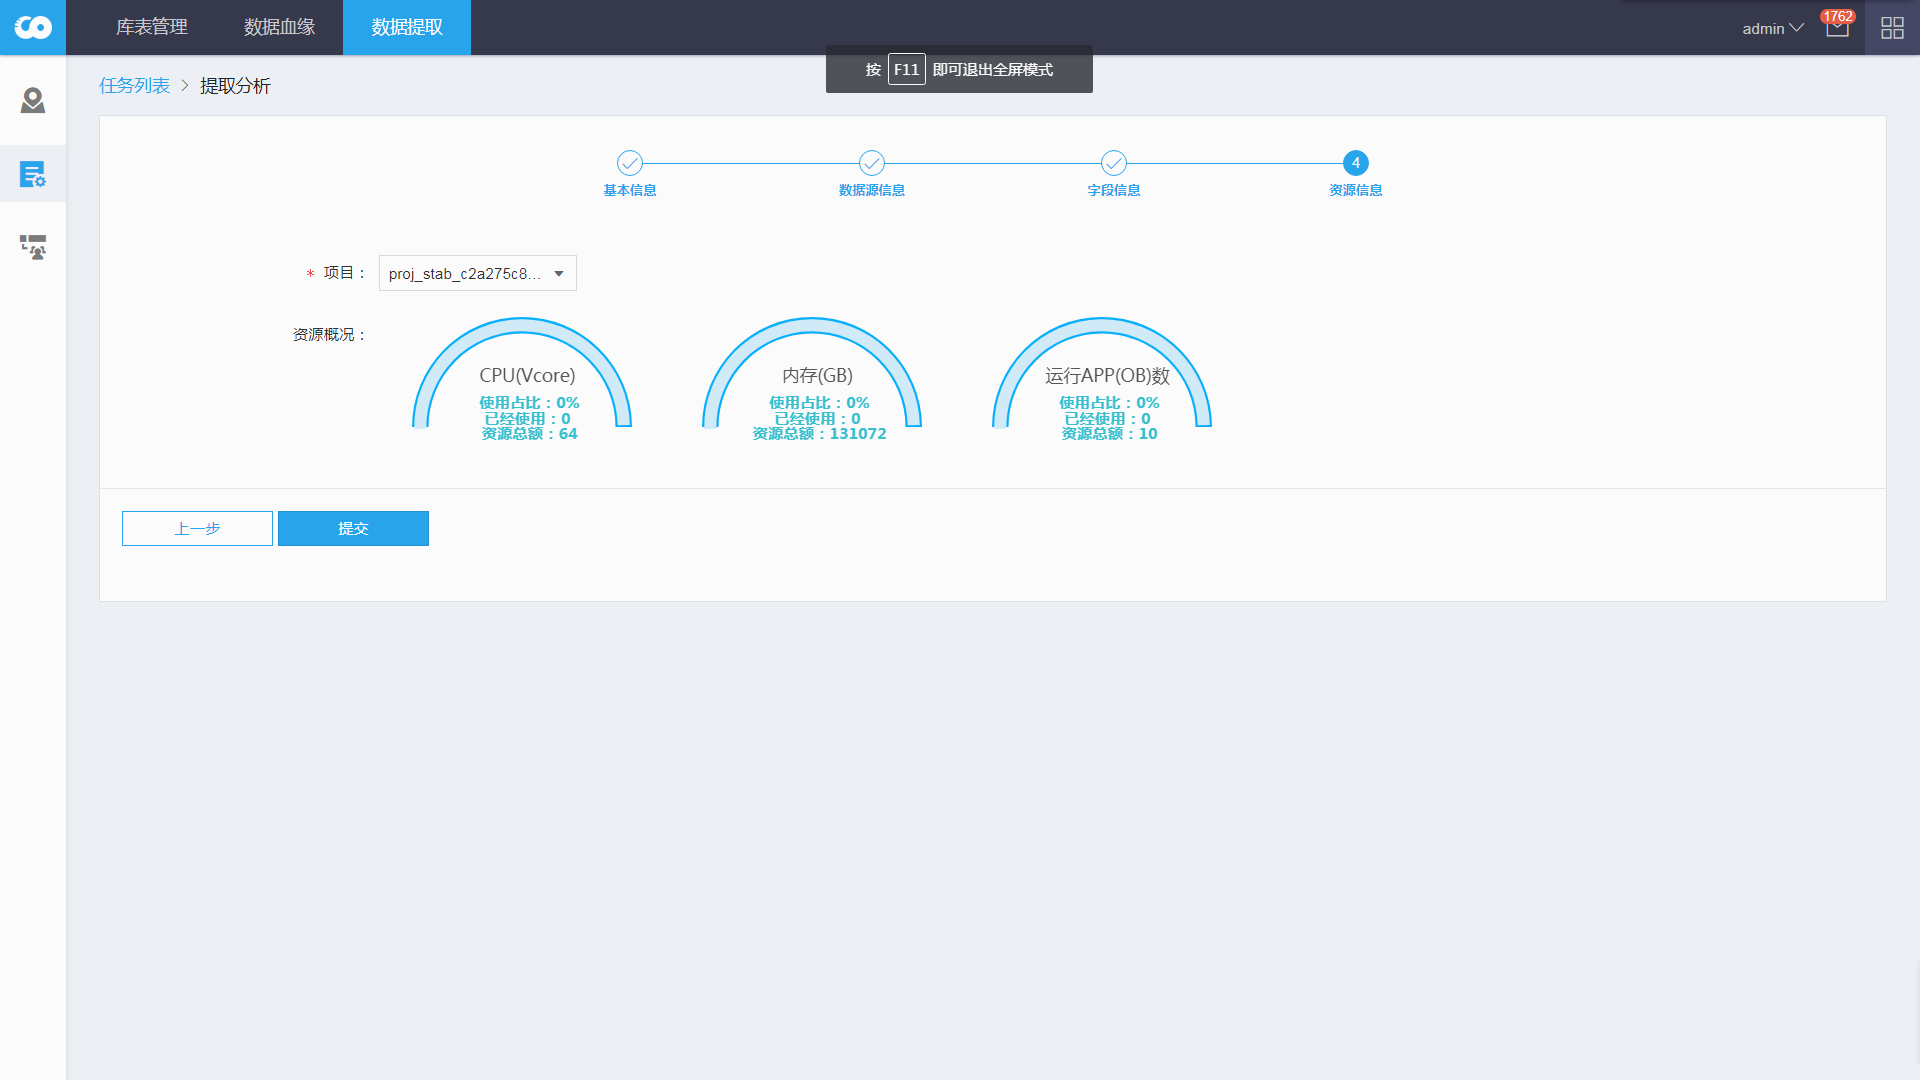 库表管理
数据血缘
数据提取
admin
1762
按 F11 即可退出全屏模式
任务列表 > 提取分析
4
基本信息
数据源信息
字段信息
资源信息
* 项目：
proj_stab_c2a275c8...
资源概况：
CPU(Vcore)
使用占比：0%
已经使用：0
资源总额：64
内存(GB)
使用占比：0%
已经使用：0
资源总额：131072
运行APP(OB)数
使用占比：0%
已经使用：0
资源总额：10
上一步
提交